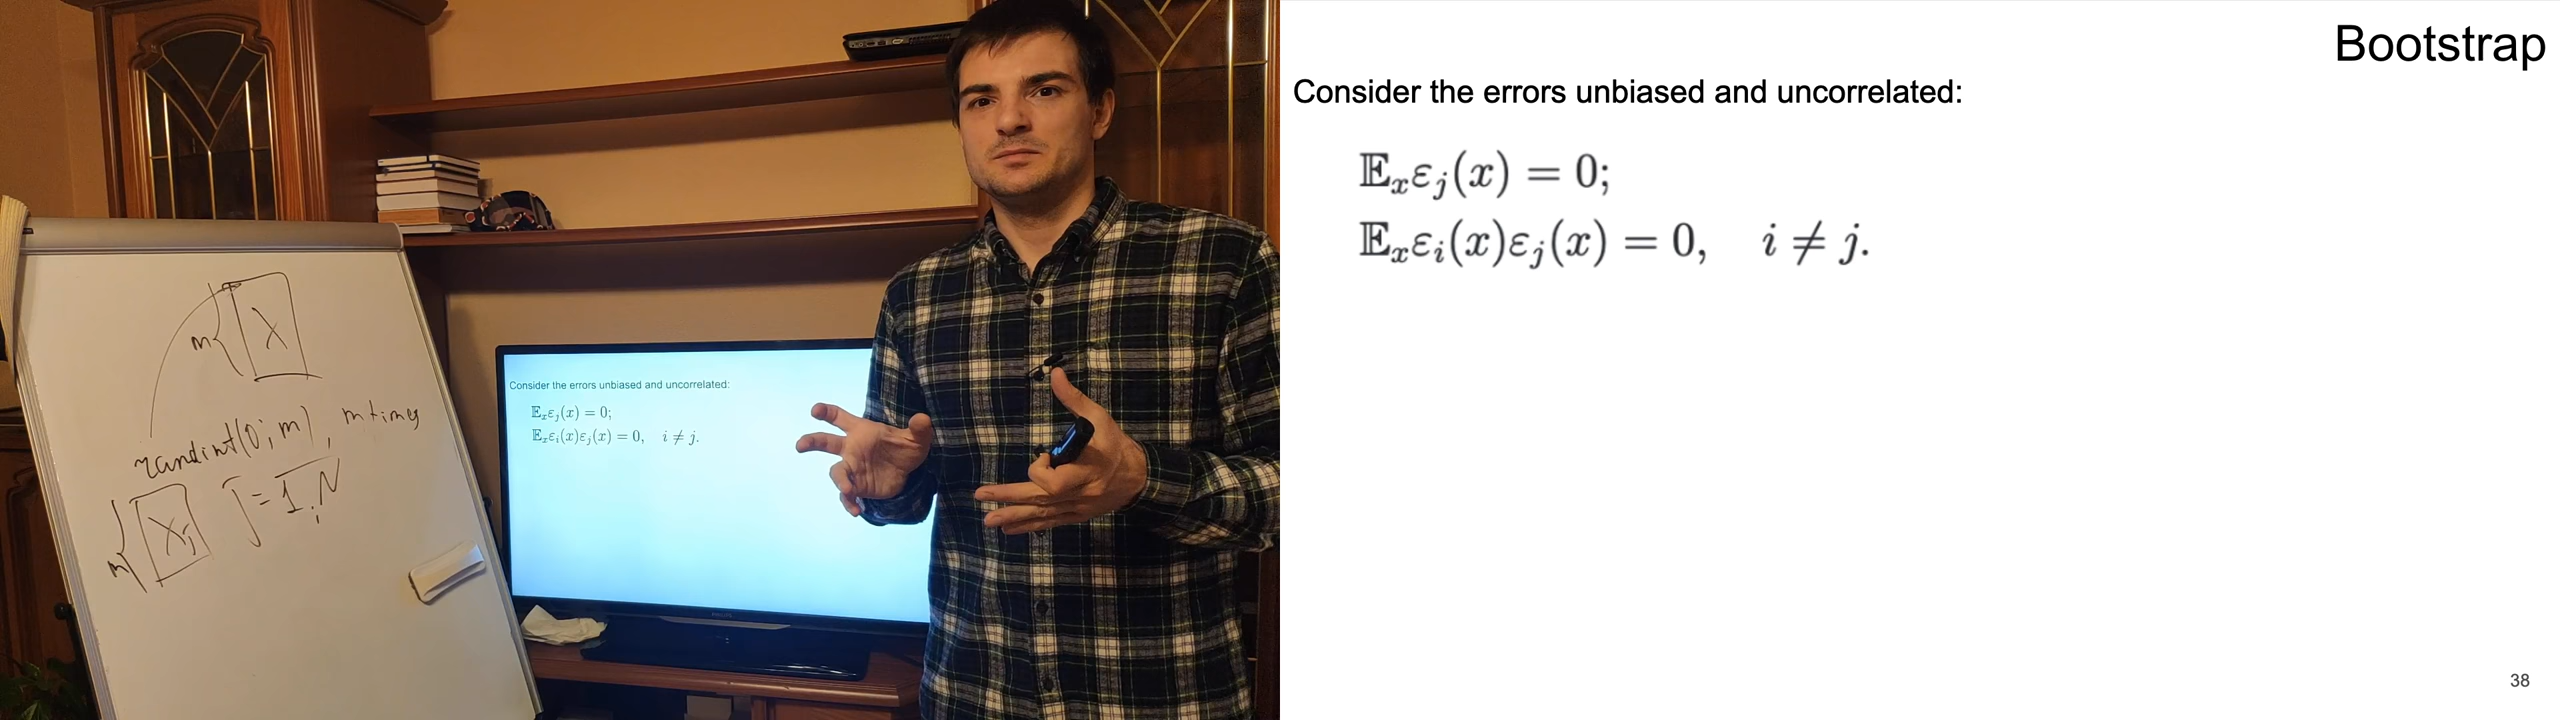 m { X
randint(0; m), m times
m { Xj j = 1, N
Consider the errors unbiased and uncorrelated:
𝔼ₓεⱼ(x) = 0;
𝔼ₓεᵢ(x)εⱼ(x) = 0, i ≠ j.
Bootstrap
Consider the errors unbiased and uncorrelated:
𝔼ₓεⱼ(x) = 0;
𝔼ₓεᵢ(x)εⱼ(x) = 0, i ≠ j.
38